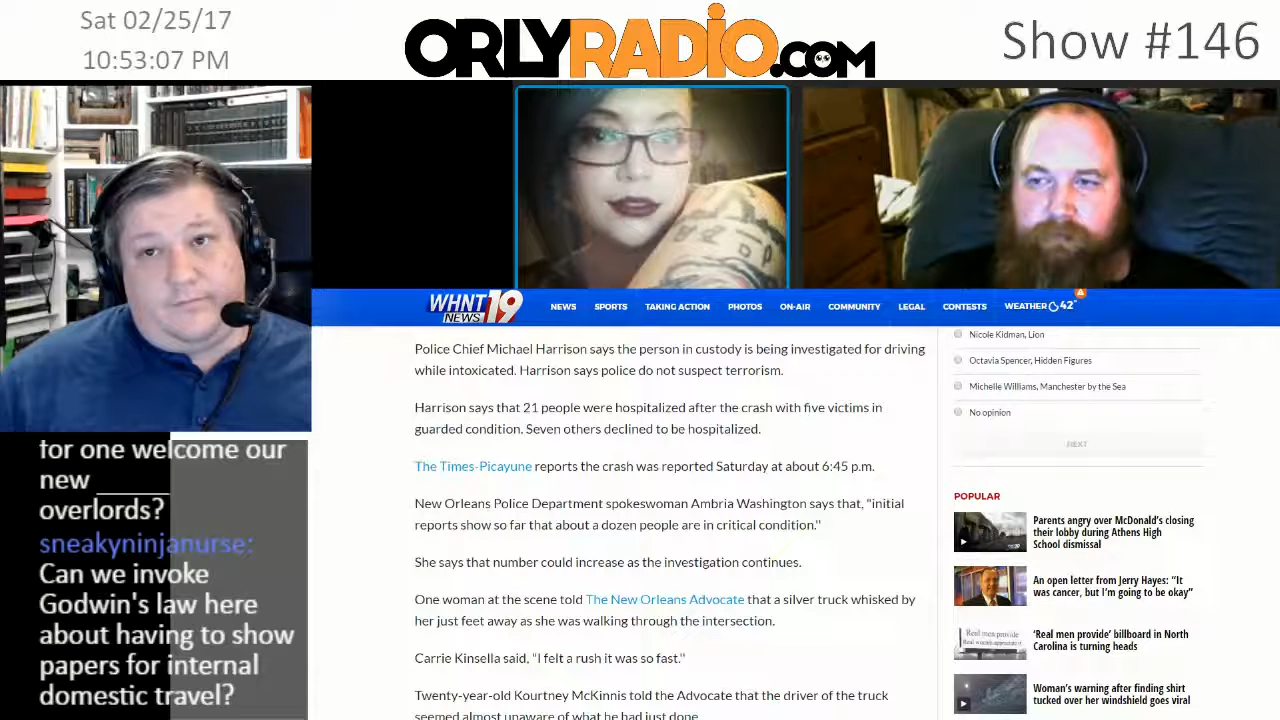 Sat 02/25/17
10:53:07 PM
ORLYRADIO.COM
Show #146
WHNT NEWS 19
NEWS SPORTS TAKING ACTION PHOTOS ON-AIR COMMUNITY LEGAL CONTESTS WEATHER 42°
Police Chief Michael Harrison says the person in custody is being investigated for driving
while intoxicated. Harrison says police do not suspect terrorism.
Harrison says that 21 people were hospitalized after the crash with five victims in
guarded condition. Seven others declined to be hospitalized.
The Times-Picayune reports the crash was reported Saturday at about 6:45 p.m.
New Orleans Police Department spokeswoman Ambria Washington says that, "initial
reports show so far that about a dozen people are in critical condition."
She says that number could increase as the investigation continues.
One woman at the scene told The New Orleans Advocate that a silver truck whisked by
her just feet away as she was walking through the intersection.
Carrie Kinsella said, "I felt a rush it was so fast."
Twenty-year-old Kourtney McKinnis told the Advocate that the driver of the truck
seemed almost unaware of what he had just done.
Nicole Kidman, Lion
Octavia Spencer, Hidden Figures
Michelle Williams, Manchester by the Sea
No opinion
NEXT
POPULAR
Parents angry over McDonald's closing
their lobby during Athens High
School dismissal
An open letter from Jerry Hayes: "It
was cancer, but I'm going to be okay"
Real men provide
'Real men provide' billboard in North
Carolina is turning heads
Woman's warning after finding shirt
tucked over her windshield goes viral
for one welcome our
new ______
overlords?
sneakyninjanurse:
Can we invoke
Godwin's law here
about having to show
papers for internal
domestic travel?